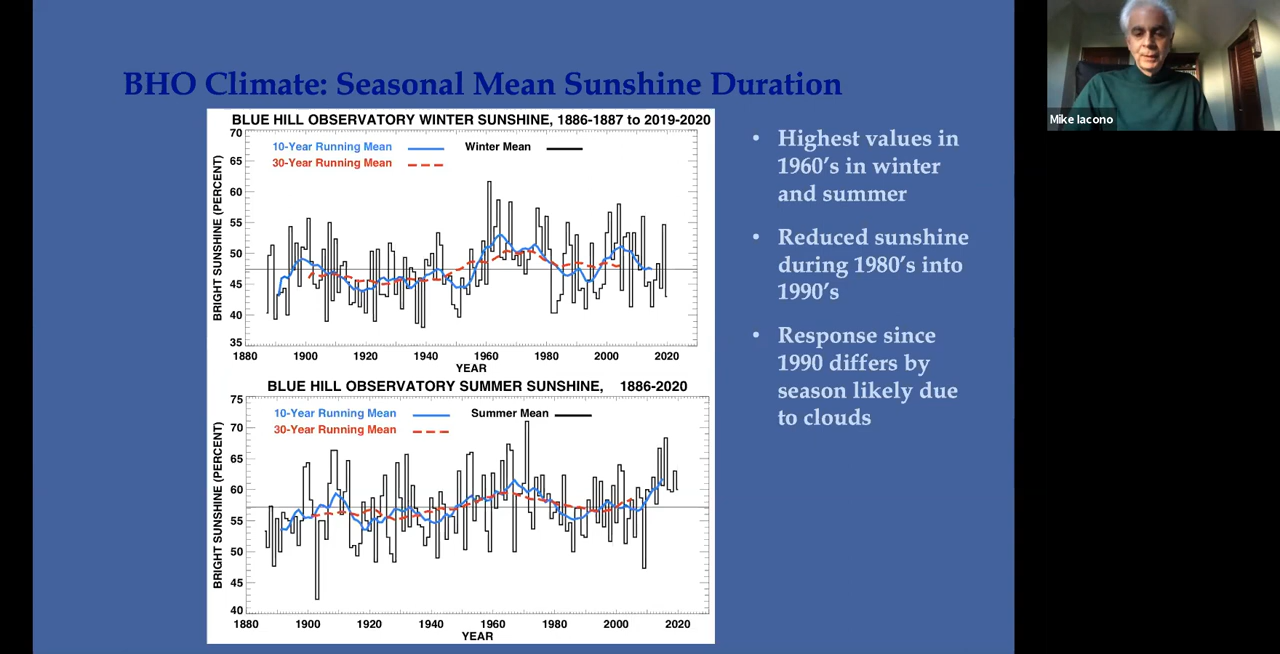 BHO Climate: Seasonal Mean Sunshine Duration
BLUE HILL OBSERVATORY WINTER SUNSHINE, 1886-1887 to 2019-2020
10-Year Running Mean
Winter Mean
30-Year Running Mean
BRIGHT SUNSHINE (PERCENT)
70
65
60
55
50
45
40
35
1880
1900
1920
1940
1960
1980
2000
2020
YEAR
BLUE HILL OBSERVATORY SUMMER SUNSHINE, 1886-2020
10-Year Running Mean
Summer Mean
30-Year Running Mean
BRIGHT SUNSHINE (PERCENT)
75
70
65
60
55
50
45
40
1880
1900
1920
1940
1960
1980
2000
2020
YEAR
• Highest values in
1960's in winter
and summer
• Reduced sunshine
during 1980's into
1990's
• Response since
1990 differs by
season likely due
to clouds
Mike Iacono